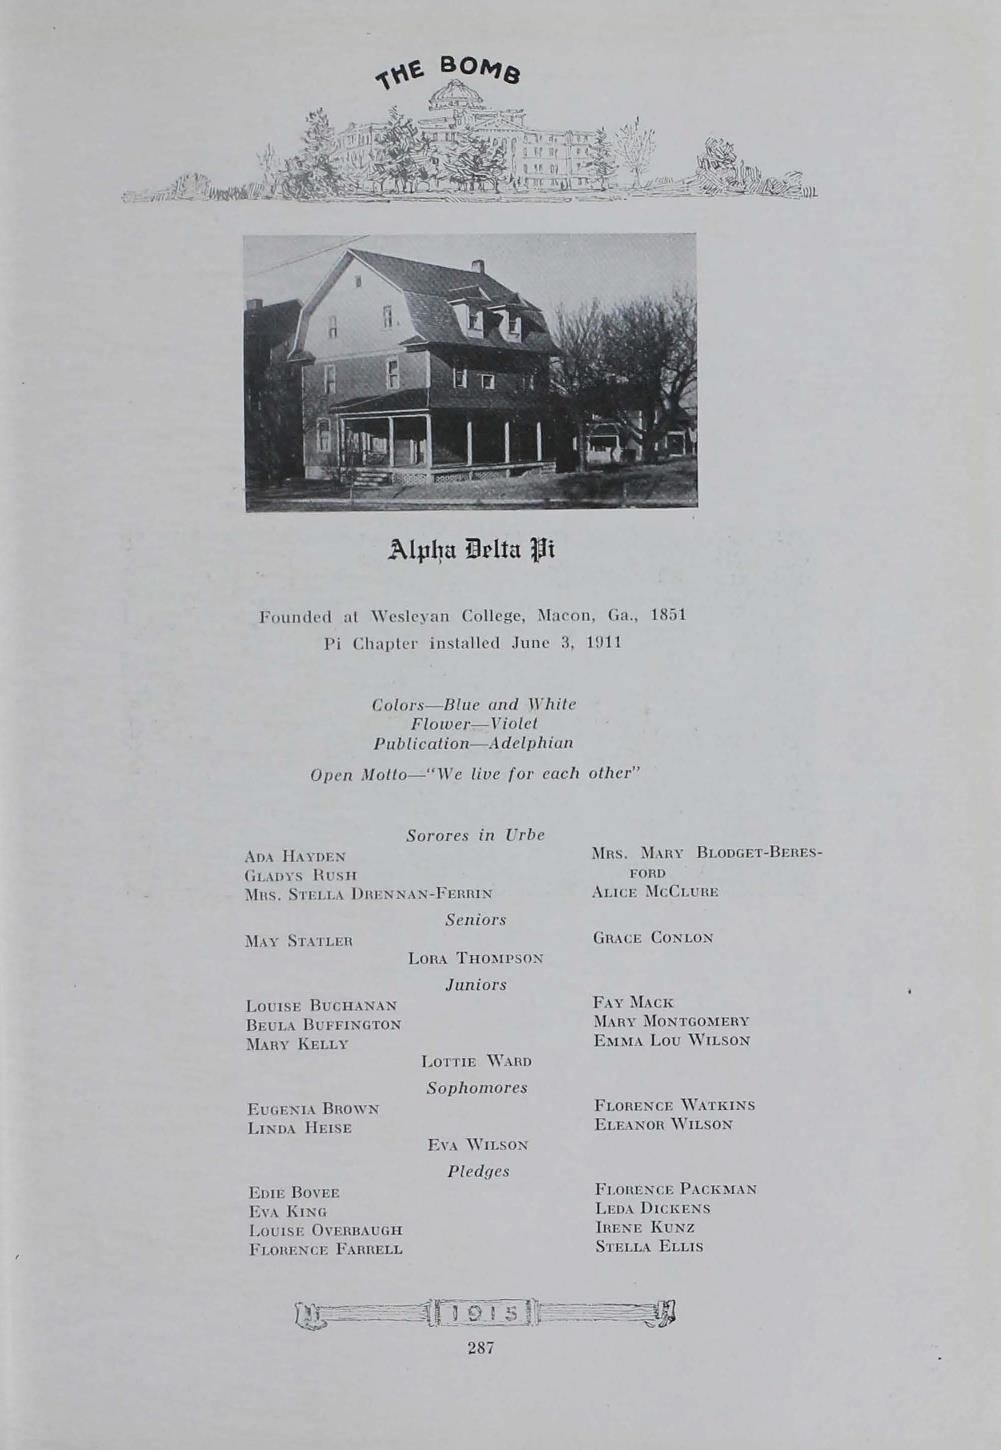 THE BOMB
Alpha Delta Pi
Founded at Wesleyan College, Macon, Ga., 1851
Pi Chapter installed June 3, 1911
Colors—Blue and White
Flower—Violet
Publication—Adelphian
Open Motto—“We live for each other”
Sorores in Urbe
ADA HAYDEN
GLADYS RUSH
MRS. STELLA DRENNAN-FERRIN
MRS. MARY BLODGET-BERES-
FORD
ALICE MCCLURE
Seniors
MAY STATLER
GRACE CONLON
LORA THOMPSON
Juniors
LOUISE BUCHANAN
BEULA BUFFINGTON
MARY KELLY
FAY MACK
MARY MONTGOMERY
EMMA LOU WILSON
LOTTIE WARD
Sophomores
EUGENIA BROWN
LINDA HEISE
FLORENCE WATKINS
ELEANOR WILSON
EVA WILSON
Pledges
EDIE BOVEE
EVA KING
LOUISE OVERBAUGH
FLORENCE FARRELL
FLORENCE PACKMAN
LEDA DICKENS
IRENE KUNZ
STELLA ELLIS
1915
287